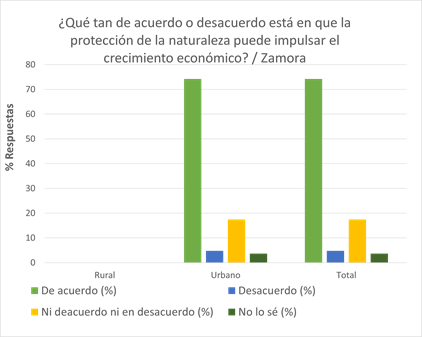 ¿Qué tan de acuerdo o desacuerdo está en que la
protección de la naturaleza puede impulsar el
crecimiento económico? / Zamora
80
70
60
50
40
30
20
10
0
% Respuestas
Rural Urbano Total
De acuerdo (%) Desacuerdo (%)
Ni deacuerdo ni en desacuerdo (%) No lo sé (%)